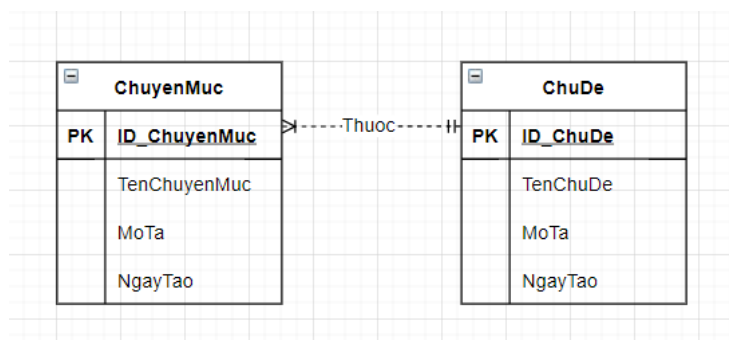 ChuyenMuc
PK ID_ChuyenMuc
TenChuyenMuc
MoTa
NgayTao
Thuoc
ChuDe
PK ID_ChuDe
TenChuDe
MoTa
NgayTao